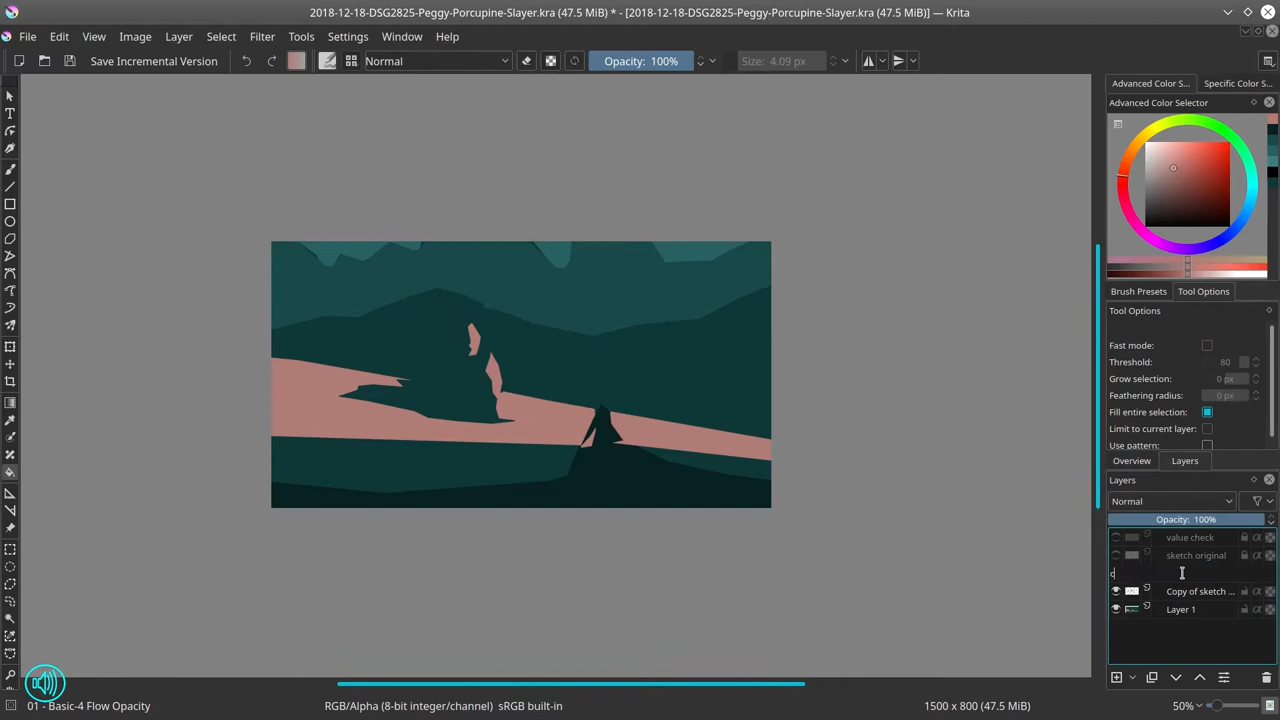 2018-12-18-DSG2825-Peggy-Porcupine-Slayer.kra (47.5 MiB) * - [2018-12-18-DSG2825-Peggy-Porcupine-Slayer.kra (47.5 MiB)] — Krita
File Edit View Image Layer Select Filter Tools Settings Window Help
Save Incremental Version Normal Opacity: 100% Size: 4.09 px
Advanced Color S... Specific Color S...
Advanced Color Selector
Brush Presets Tool Options
Tool Options
Fast mode:
Threshold: 80
Grow selection: 0 px
Feathering radius: 0 px
Fill entire selection:
Limit to current layer:
Use pattern:
Overview Layers
Layers
Normal
Opacity: 100%
value check
sketch original
c
Copy of sketch ...
Layer 1
01 - Basic-4 Flow Opacity RGB/Alpha (8-bit integer/channel) sRGB built-in 1500 x 800 (47.5 MiB) 50%